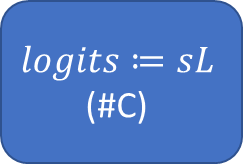 logits := sL
(#C)